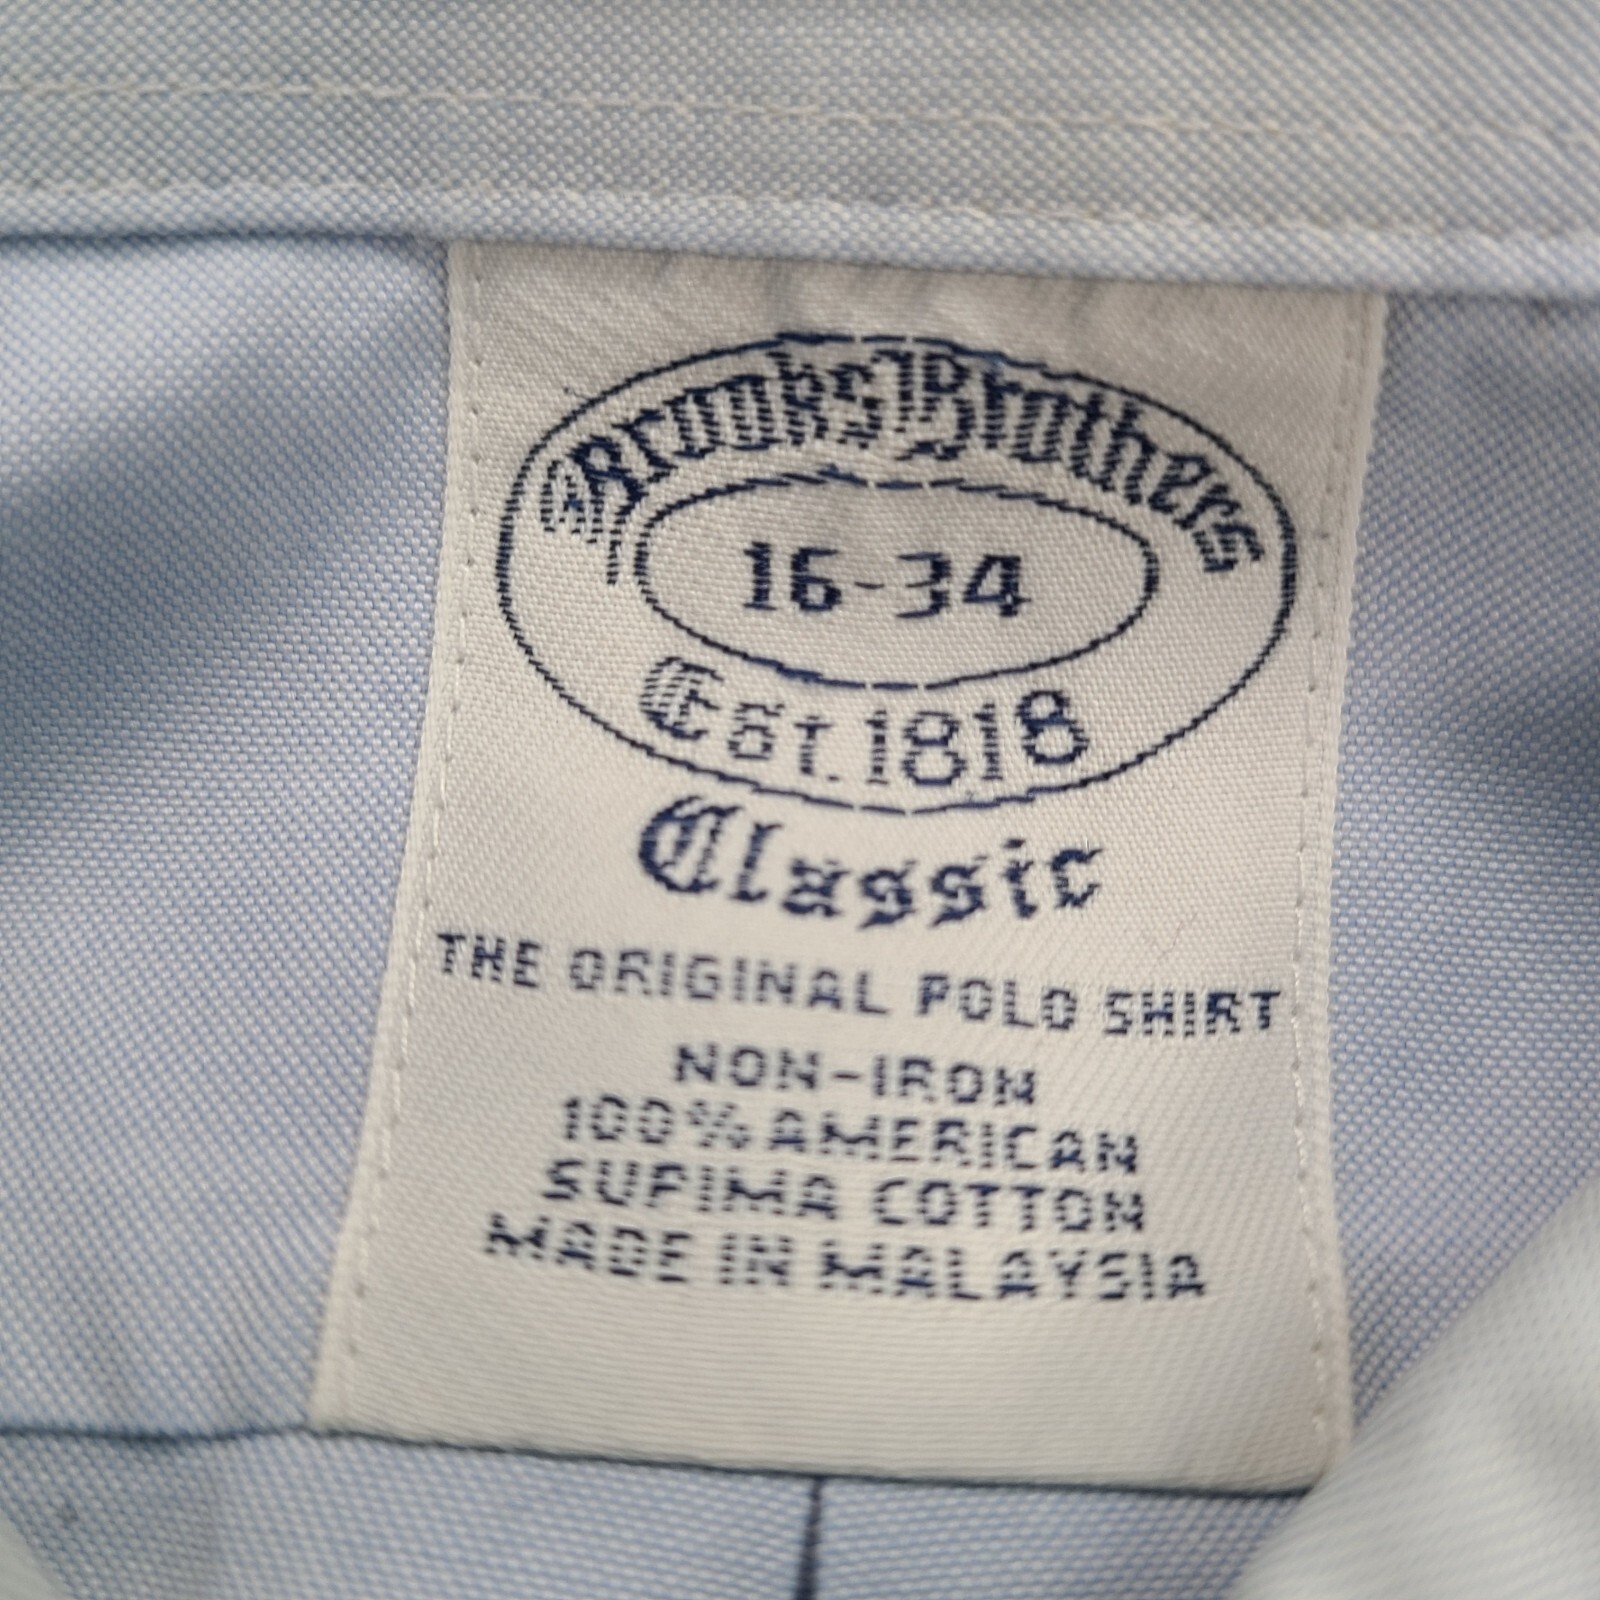 Brooks Brothers
16-34
Est. 1818
Classic
THE ORIGINAL POLO SHIRT
NON-IRON
100% AMERICAN
SUPIMA COTTON
MADE IN MALAYSIA